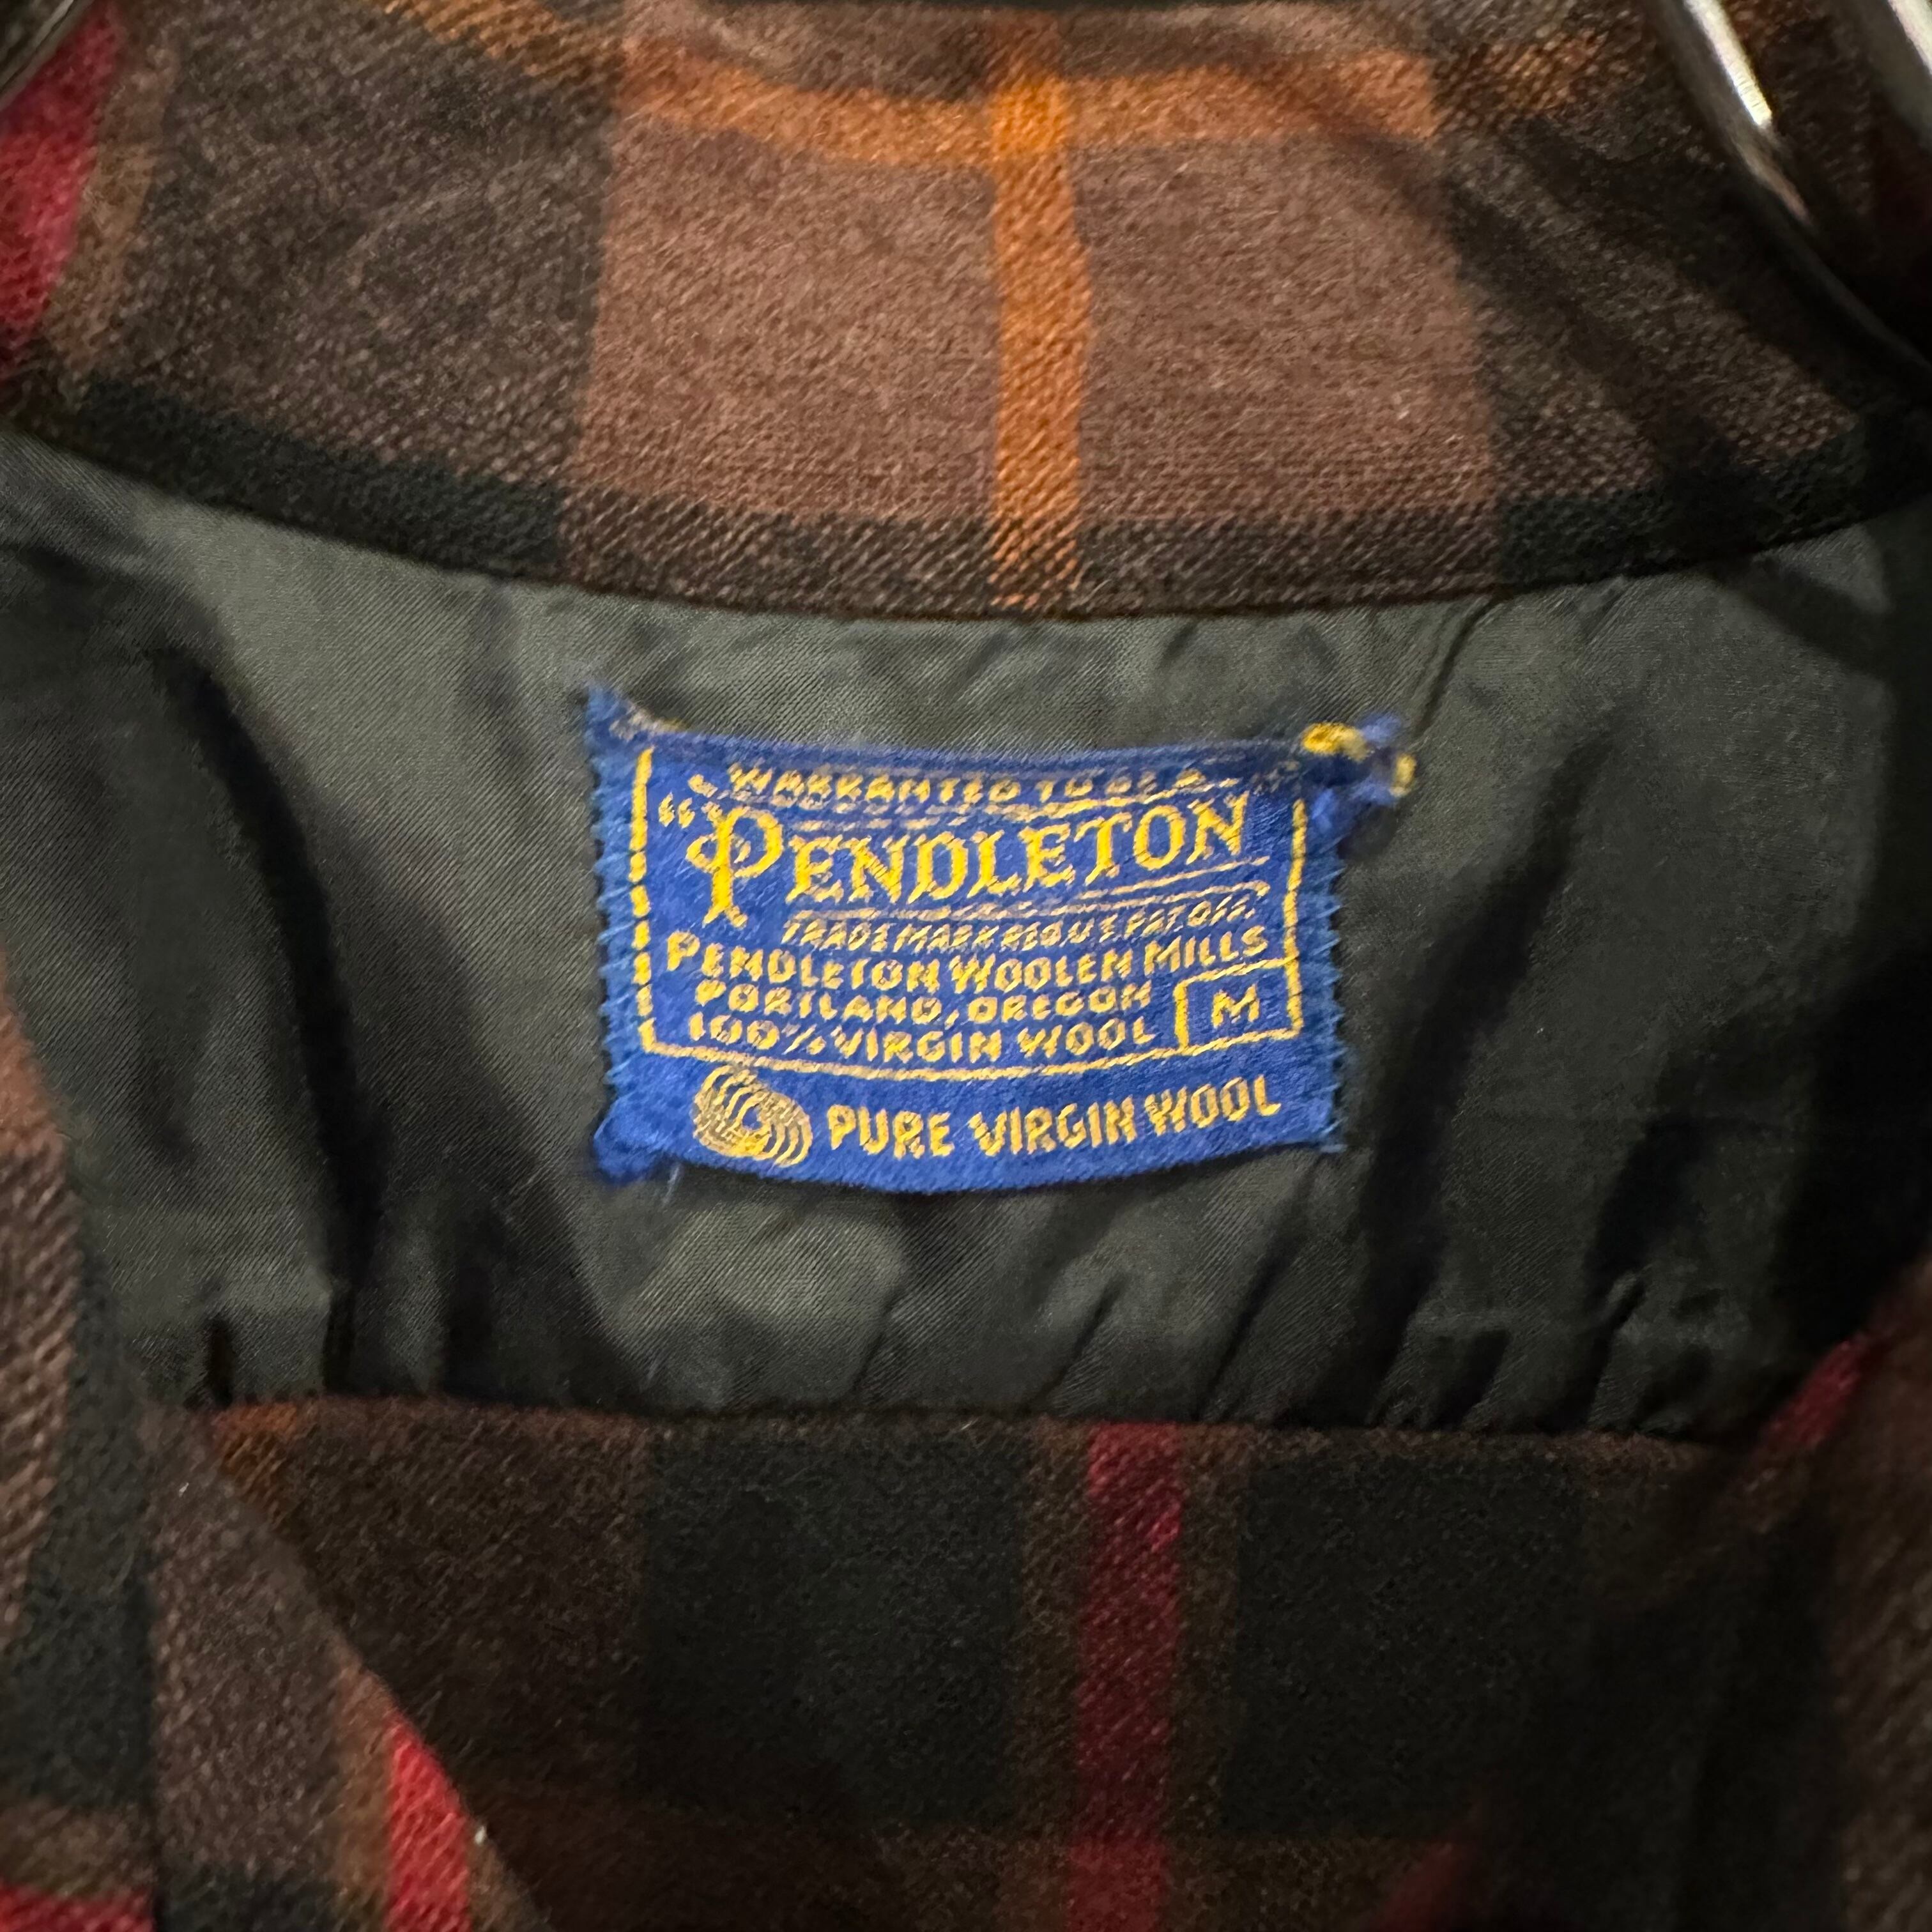 WARRANTED TO BE A
"PENDLETON"
TRADE MARK REG. U.S. PAT. OFF.
PENDLETON WOOLEN MILLS
PORTLAND, OREGON
100% VIRGIN WOOL
M
PURE VIRGIN WOOL